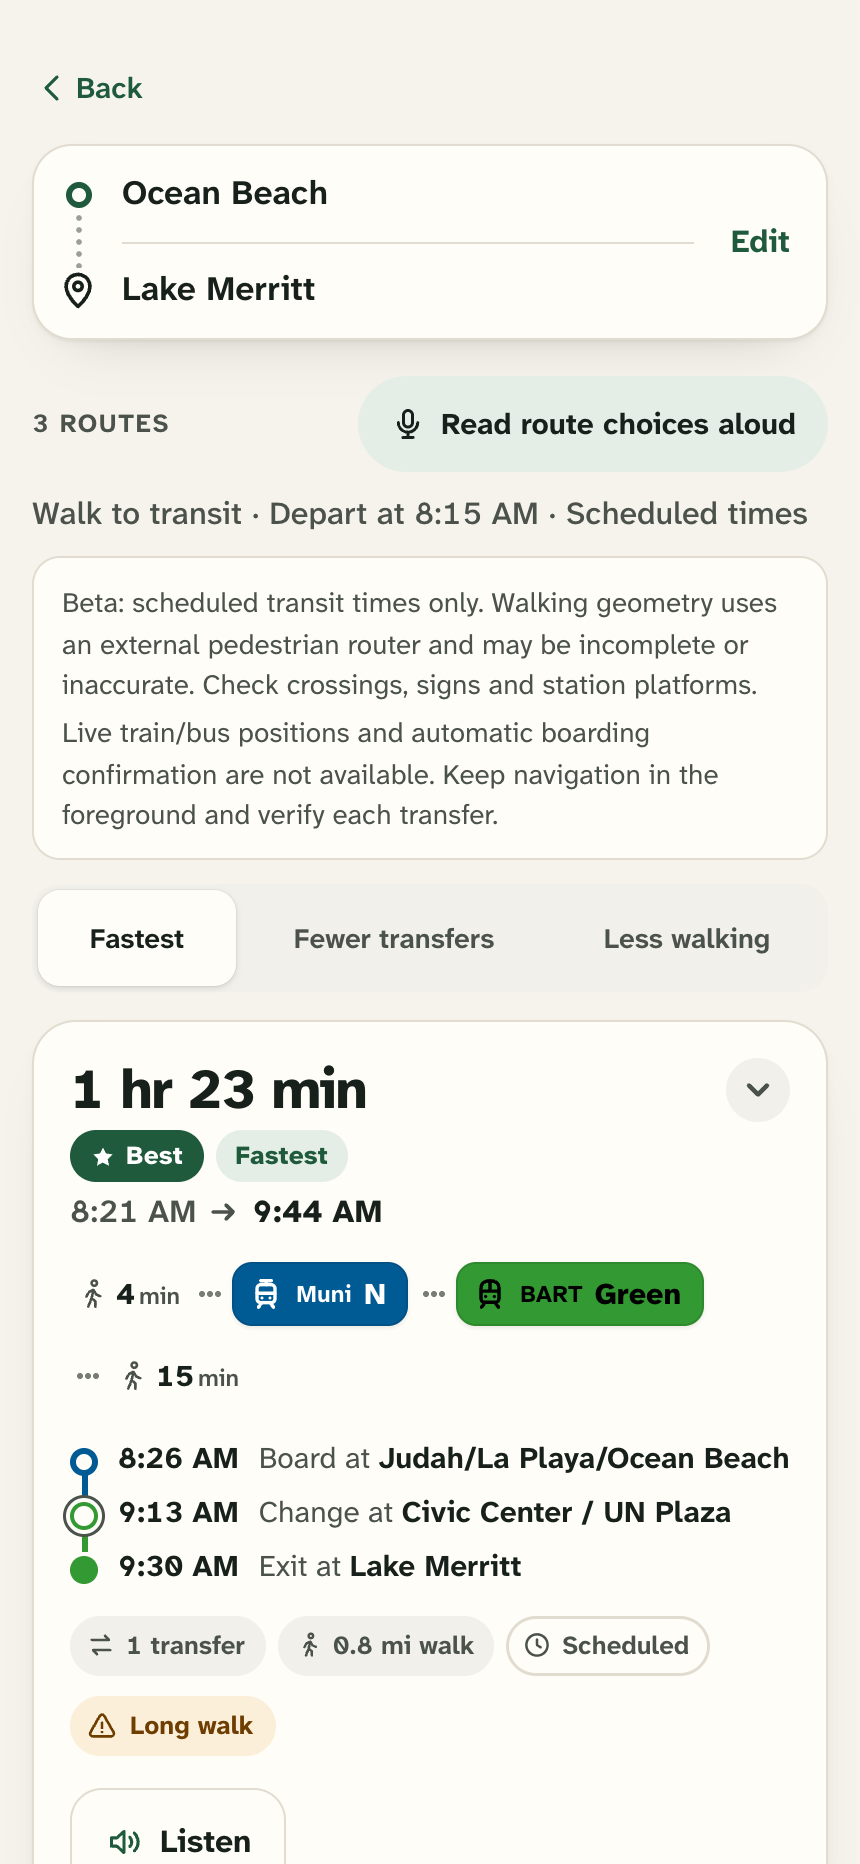 Back
Ocean Beach
Edit
Lake Merritt
3 ROUTES
Read route choices aloud
Walk to transit · Depart at 8:15 AM · Scheduled times
Beta: scheduled transit times only. Walking geometry uses
an external pedestrian router and may be incomplete or
inaccurate. Check crossings, signs and station platforms.
Live train/bus positions and automatic boarding
confirmation are not available. Keep navigation in the
foreground and verify each transfer.
Fastest Fewer transfers Less walking
1 hr 23 min
Best Fastest
8:21 AM → 9:44 AM
4 min ••• Muni N ••• BART Green
••• 15 min
8:26 AM Board at Judah/La Playa/Ocean Beach
9:13 AM Change at Civic Center / UN Plaza
9:30 AM Exit at Lake Merritt
1 transfer 0.8 mi walk Scheduled
Long walk
Listen